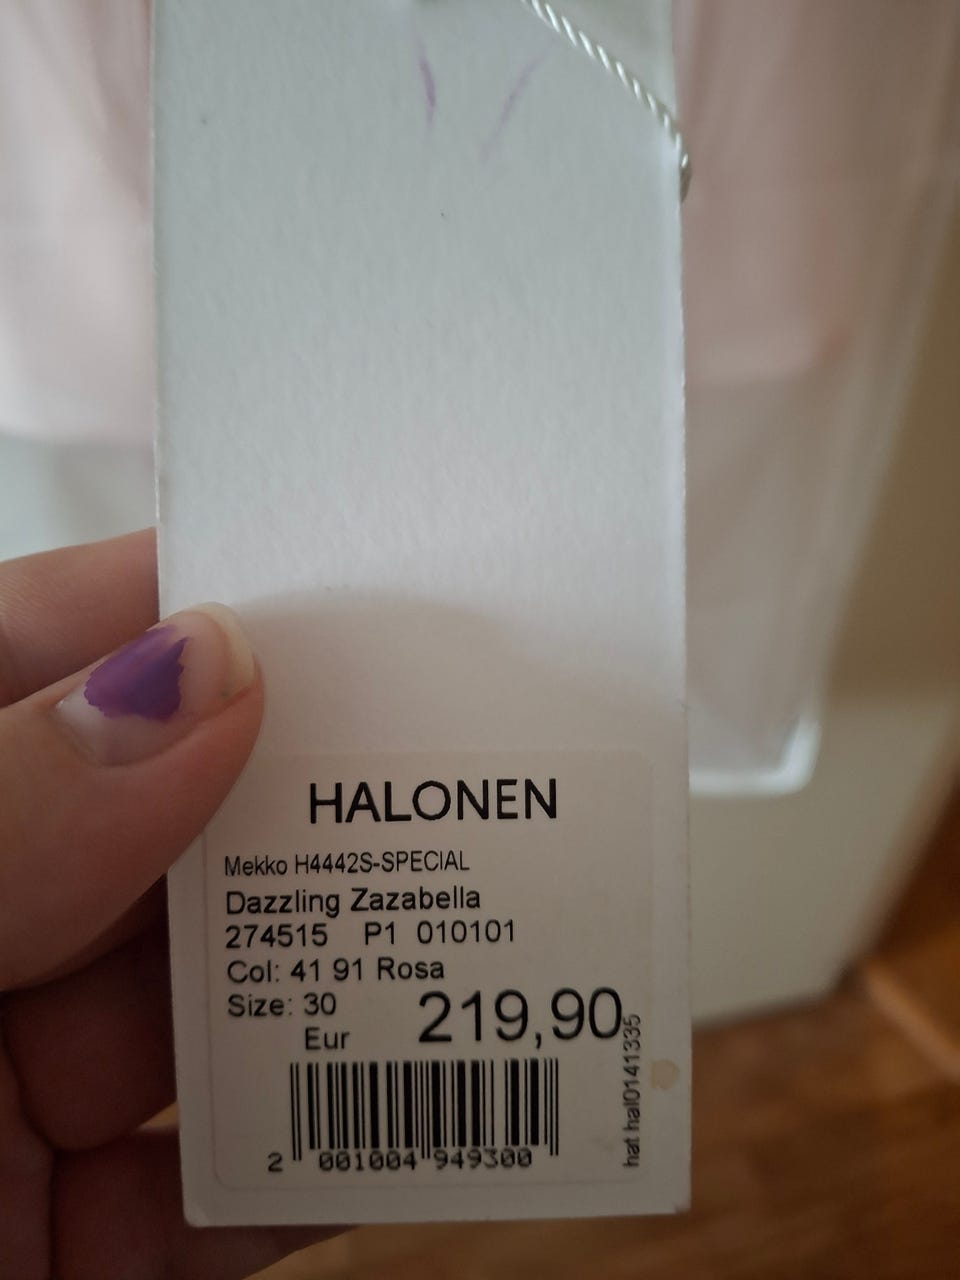 HALONEN
Mekko H4442S-SPECIAL
Dazzling Zazabella
274515 P1 010101
Col: 41 91 Rosa
Size: 30
219,90
Eur
hat hal0141335
2 001004 949300